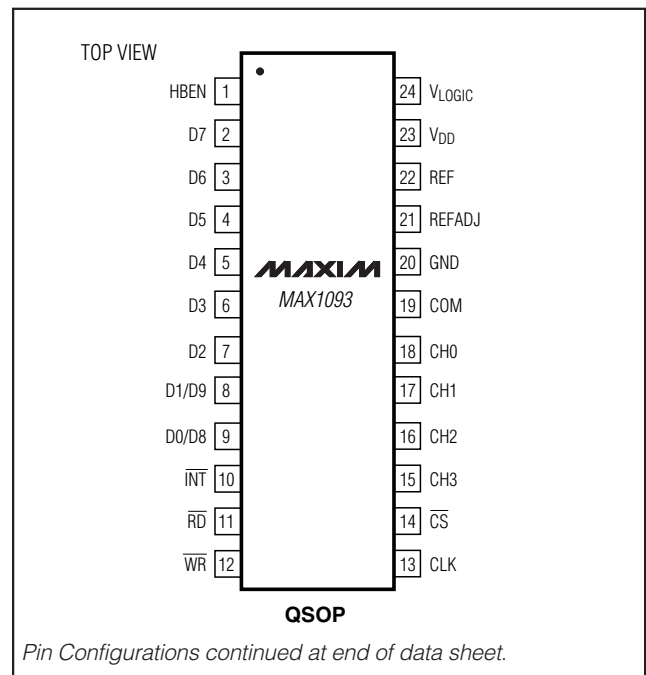 TOP VIEW
HBEN 1
D7 2
D6 3
D5 4
D4 5
D3 6
D2 7
D1/D9 8
D0/D8 9
INT 10
RD 11
WR 12
MAXIM
MAX1093
24 VLOGIC
23 VDD
22 REF
21 REFADJ
20 GND
19 COM
18 CH0
17 CH1
16 CH2
15 CH3
14 CS
13 CLK
QSOP
Pin Configurations continued at end of data sheet.